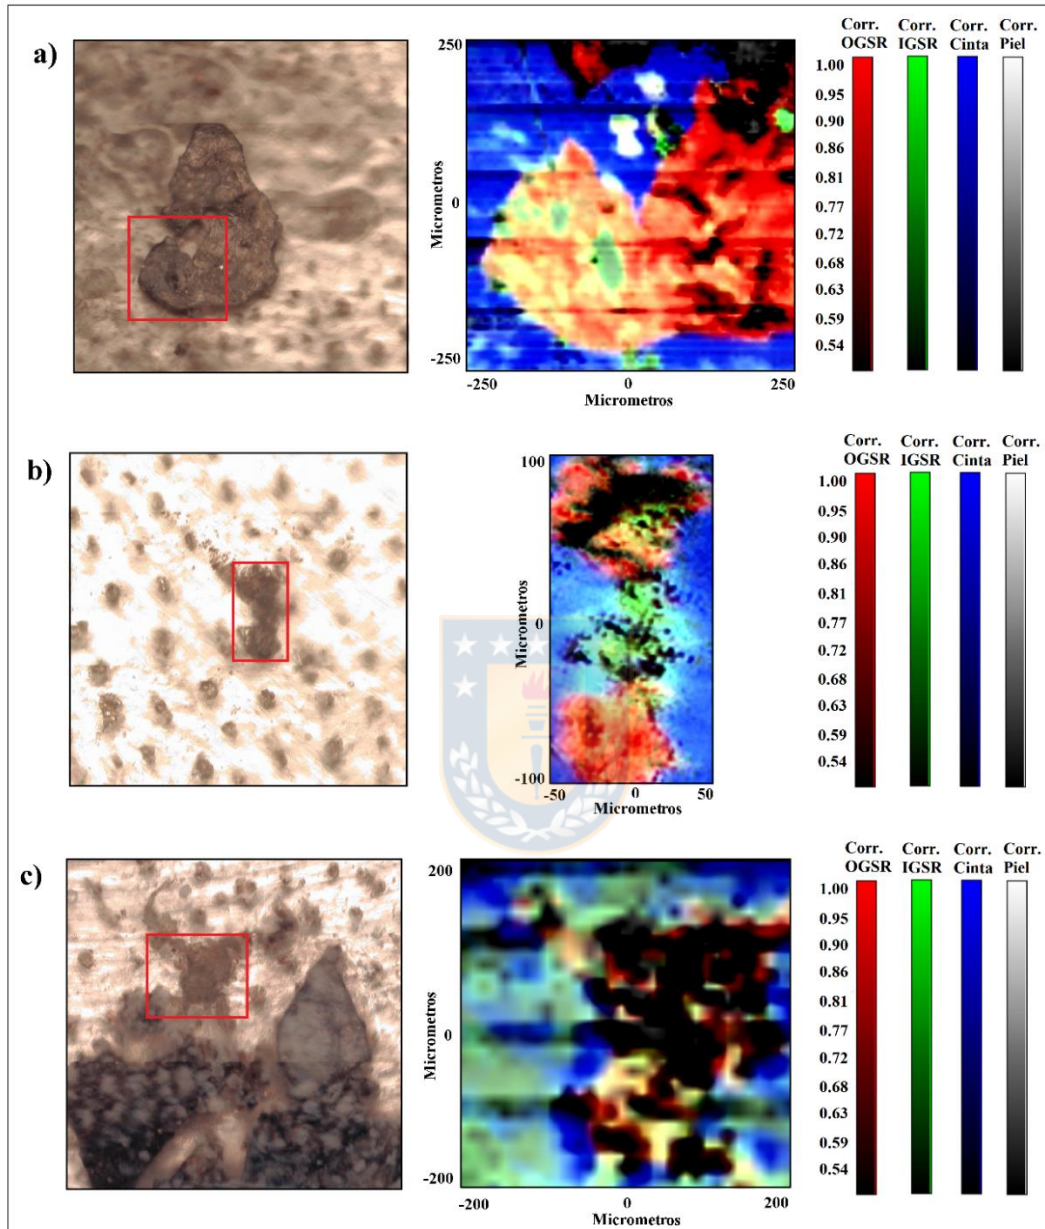 a)
Corr. Corr. Corr. Corr.
OGSR IGSR Cinta Piel
1.00
0.95
0.90
0.86
0.81
0.77
0.72
0.68
0.63
0.59
0.54
Micrometros
250
0
-250
-250 0 250
Micrometros
b)
Corr. Corr. Corr. Corr.
OGSR IGSR Cinta Piel
1.00
0.95
0.90
0.86
0.81
0.77
0.72
0.68
0.63
0.59
0.54
Micrometros
100
0
-100
-50 0 50
Micrometros
c)
Corr. Corr. Corr. Corr.
OGSR IGSR Cinta Piel
1.00
0.95
0.90
0.86
0.81
0.77
0.72
0.68
0.63
0.59
0.54
Micrometros
200
0
-200
-200 0 200
Micrometros